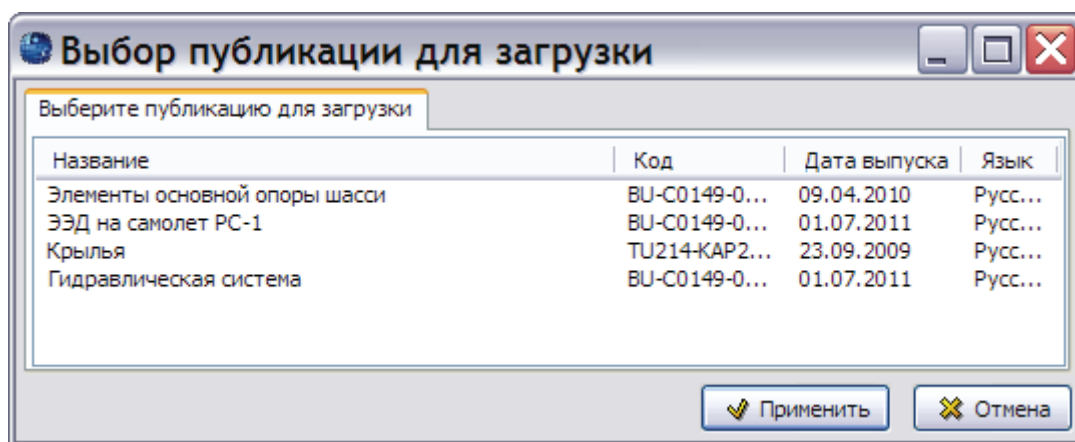 Выбор публикации для загрузки
Выберите публикацию для загрузки
Название Код Дата выпуска Язык
Элементы основной опоры шасси BU-C0149-0... 09.04.2010 Русс...
ЭЭД на самолет РС-1 BU-C0149-0... 01.07.2011 Русс...
Крылья TU214-KAP2... 23.09.2009 Русс...
Гидравлическая система BU-C0149-0... 01.07.2011 Русс...
Применить Отмена